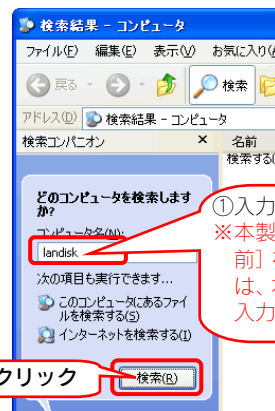 検索結果 - コンピュータ
ファイル(F) 編集(E) 表示(V) お気に入り(
戻る 検索
アドレス(D) 検索結果 - コンピュータ
検索コンパニオン × 名前
検索する
どのコンピュータを検索しますか?
コンピュータ名(N):
landisk
次の項目も実行できます...
このコンピュータにあるファイルを検索する(S)
インターネットを検索する(I)
検索(R)
①入力
※本製
前]
は、
入力
クリック